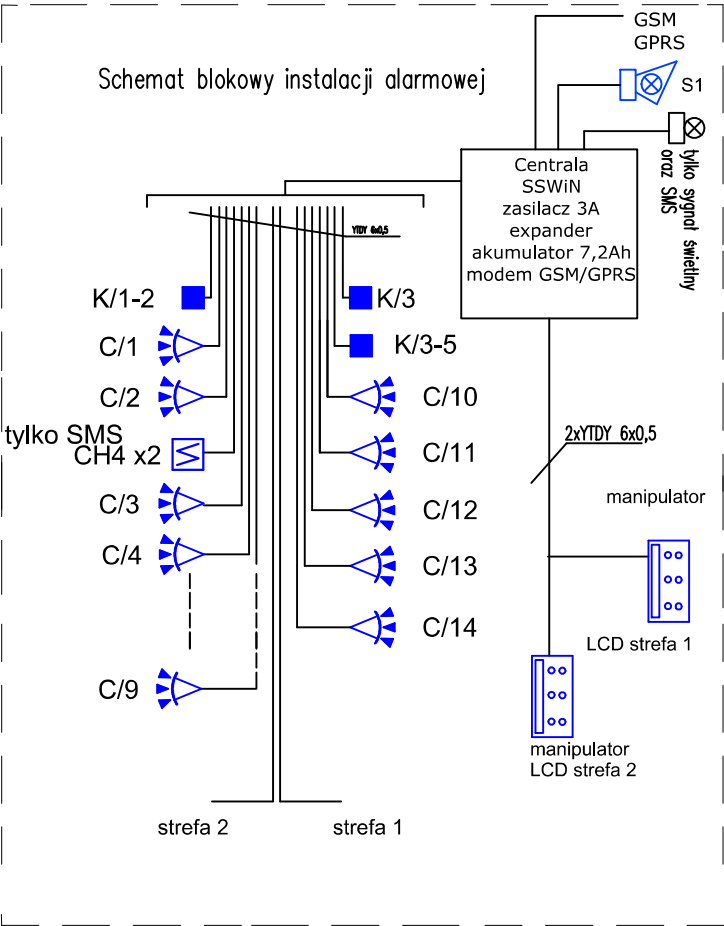 GSM
GPRS
Schemat blokowy instalacji alarmowej
S1
tylko sygnał świetlny
oraz SMS
Centrala
SSWiN
zasilacz 3A
expander
akumulator 7,2Ah
modem GSM/GPRS
YTDY 6x0,5
K/1-2
K/3
C/1
K/3-5
C/2
C/10
tylko SMS
CH4 x2
C/11
2xYTDY 6x0,5
C/3
C/12
manipulator
C/4
C/13
C/14
LCD strefa 1
C/9
manipulator
LCD strefa 2
strefa 2
strefa 1